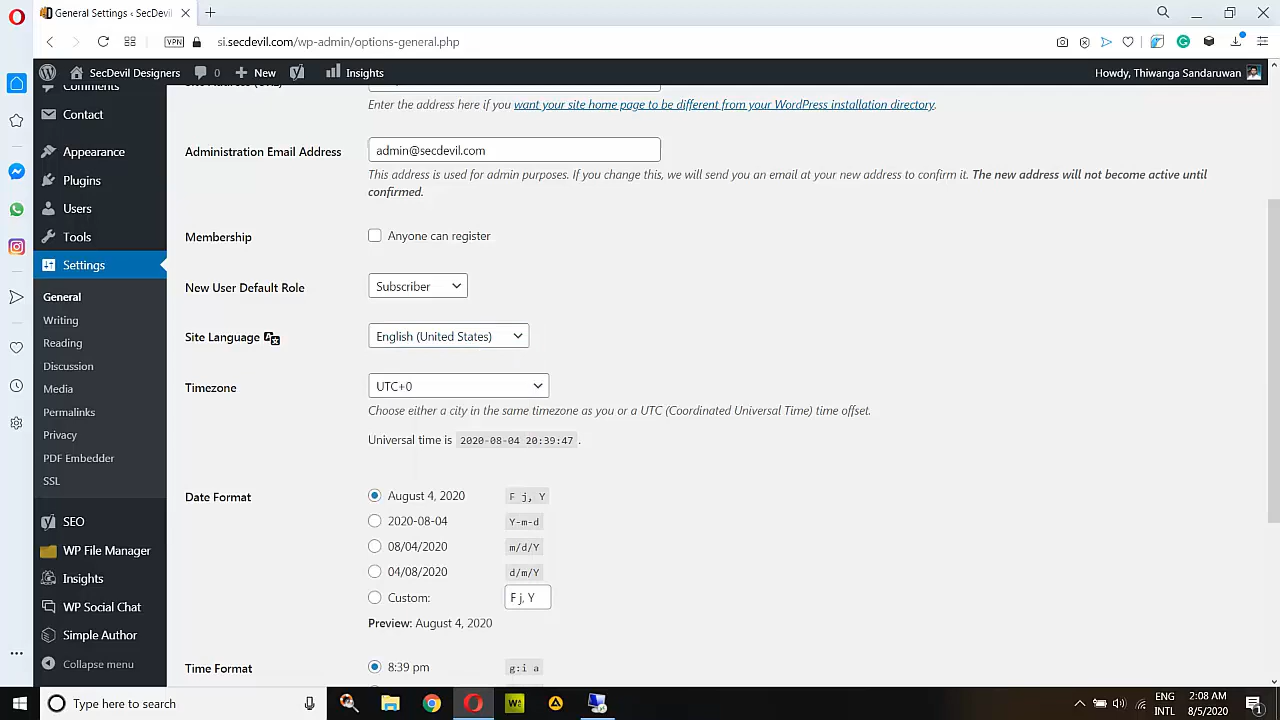 General Settings ‹ SecDevil
si.secdevil.com/wp-admin/options-general.php
VPN
SecDevil Designers
0
New
Insights
Howdy, Thiwanga Sandaruwan
Comments
Contact
Appearance
Plugins
Users
Tools
Settings
General
Writing
Reading
Discussion
Media
Permalinks
Privacy
PDF Embedder
SSL
SEO
WP File Manager
Insights
WP Social Chat
Simple Author
Collapse menu
Enter the address here if you want your site home page to be different from your WordPress installation directory.
Administration Email Address
admin@secdevil.com
This address is used for admin purposes. If you change this, we will send you an email at your new address to confirm it. The new address will not become active until
confirmed.
Membership
Anyone can register
New User Default Role
Subscriber
Site Language
English (United States)
Timezone
UTC+0
Choose either a city in the same timezone as you or a UTC (Coordinated Universal Time) time offset.
Universal time is 2020-08-04 20:39:47 .
Date Format
August 4, 2020 F j, Y
2020-08-04 Y-m-d
08/04/2020 m/d/Y
04/08/2020 d/m/Y
Custom: F j, Y
Preview: August 4, 2020
Time Format
8:39 pm g:i a
Type here to search
ENG
INTL
2:08 AM
8/5/2020
1